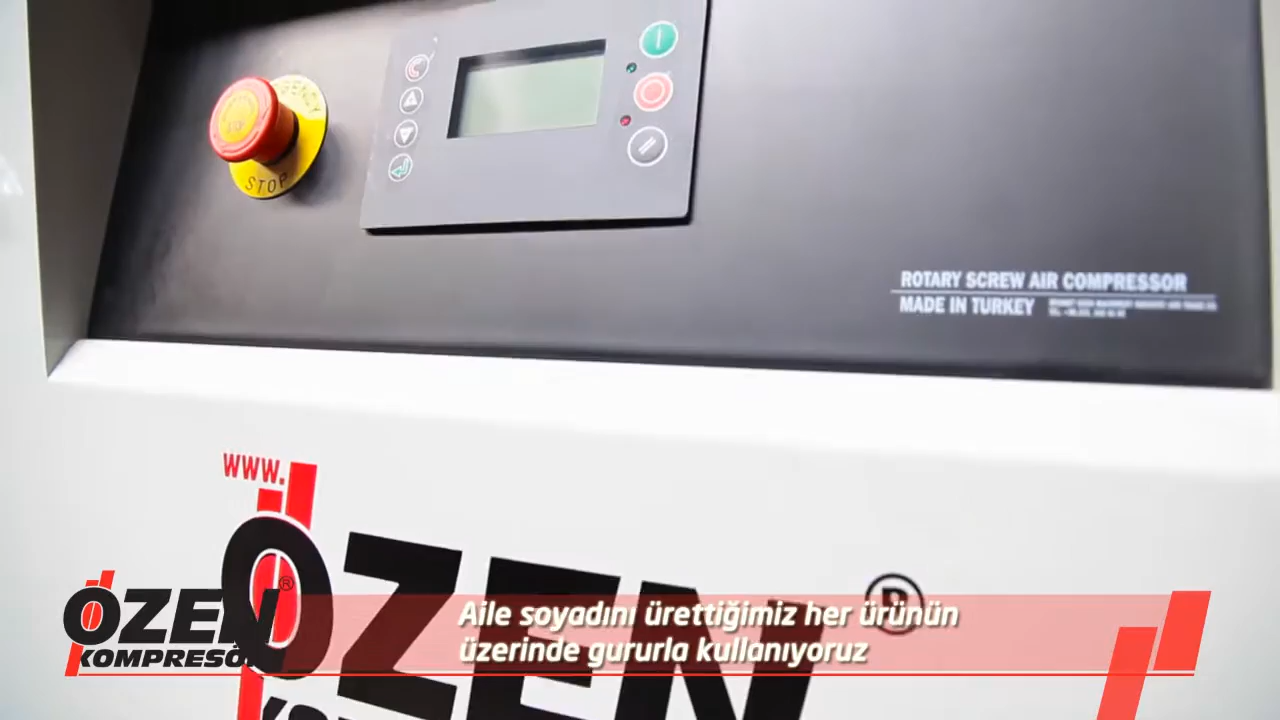 EMERGENCY
STOP
ROTARY SCREW AIR COMPRESSOR
MADE IN TURKEY
www.
ÖZEN
®
ÖZEN
®
KOMPRESÖR
Aile soyadını ürettiğimiz her ürünün
üzerinde gururla kullanıyoruz